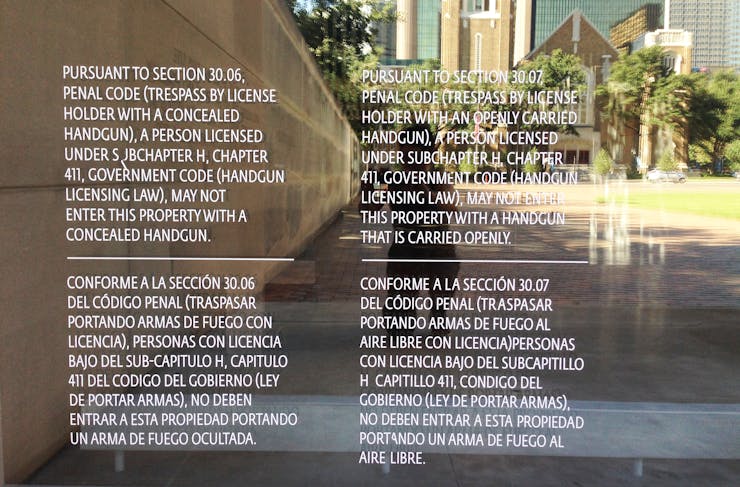 PURSUANT TO SECTION 30.06,
PENAL CODE (TRESPASS BY LICENSE
HOLDER WITH A CONCEALED
HANDGUN), A PERSON LICENSED
UNDER S JBCHAPTER H, CHAPTER
411, GOVERNMENT CODE (HANDGUN
LICENSING LAW), MAY NOT
ENTER THIS PROPERTY WITH A
CONCEALED HANDGUN.
CONFORME A LA SECCIÓN 30.06
DEL CÓDIGO PENAL (TRASPASAR
PORTANDO ARMAS DE FUEGO CON
LICENCIA), PERSONAS CON LICENCIA
BAJO DEL SUB-CAPITULO H, CAPITULO
411 DEL CODIGO DEL GOBIERNO (LEY
DE PORTAR ARMAS), NO DEBEN
ENTRAR A ESTA PROPIEDAD PORTANDO
UN ARMA DE FUEGO OCULTADA.
PURSUANT TO SECTION 30.07,
PENAL CODE (TRESPASS BY LICENSE
HOLDER WITH AN OPENLY CARRIED
HANDGUN), A PERSON LICENSED
UNDER SUBCHAPTER H, CHAPTER
411, GOVERNMENT CODE (HANDGUN
LICENSING LAW), MAY NOT ENTER
THIS PROPERTY WITH A HANDGUN
THAT IS CARRIED OPENLY.
CONFORME A LA SECCIÓN 30.07
DEL CÓDIGO PENAL (TRASPASAR
PORTANDO ARMAS DE FUEGO AL
AIRE LIBRE CON LICENCIA)PERSONAS
CON LICENCIA BAJO DEL SUBCAPITILLO
H CAPITILLO 411, CONDIGO DEL
GOBIERNO (LEY DE PORTAR ARMAS),
NO DEBEN ENTRAR A ESTA PROPIEDAD
PORTANDO UN ARMA DE FUEGO AL
AIRE LIBRE.